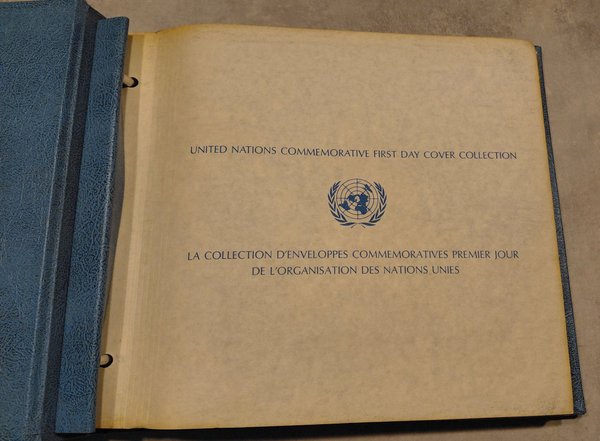 UNITED NATIONS COMMEMORATIVE FIRST DAY COVER COLLECTION
LA COLLECTION D'ENVELOPPES COMMEMORATIVES PREMIER JOUR
DE L'ORGANISATION DES NATIONS UNIES